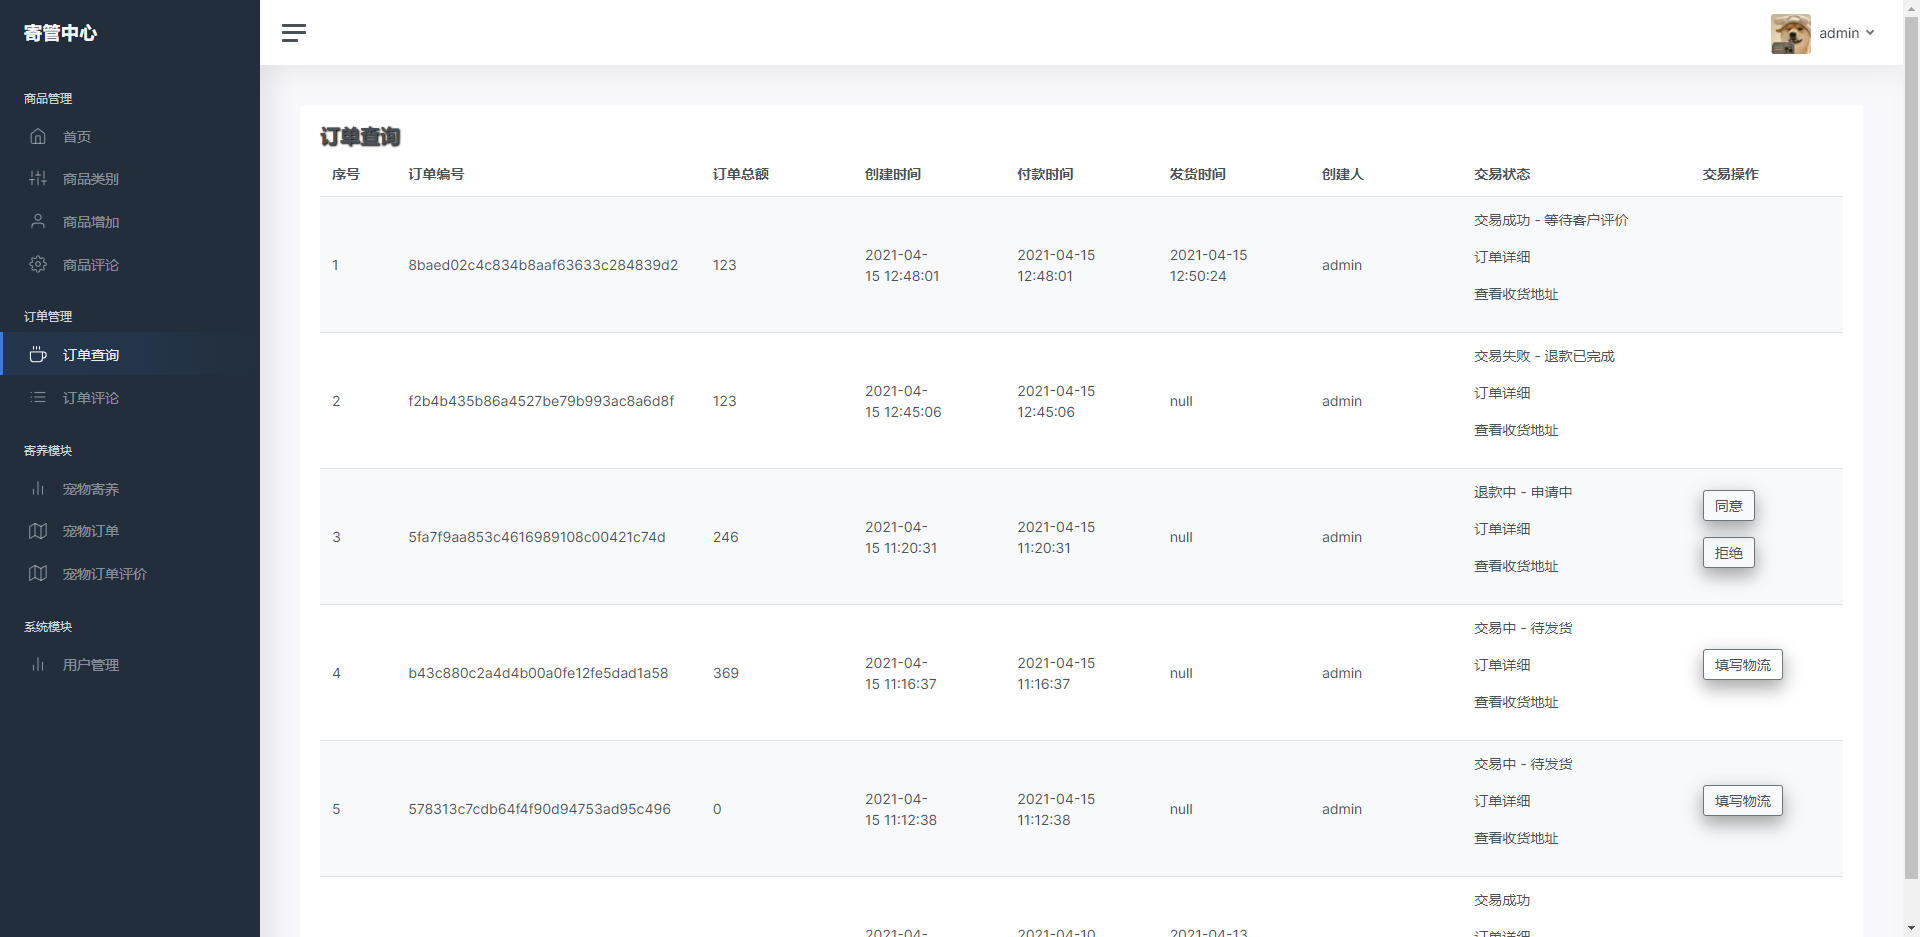 寄管中心
admin
商品管理
首页
商品类别
商品增加
商品评论
订单管理
订单查询
订单评论
寄养模块
宠物寄养
宠物订单
宠物订单评价
系统模块
用户管理
订单查询
序号 订单编号 订单总额 创建时间 付款时间 发货时间 创建人 交易状态 交易操作
交易成功 - 等待客户评价
1 8baed02c4c834b8aaf63633c284839d2 123 2021-04-15 12:48:01 2021-04-15 12:48:01 2021-04-15 12:50:24 admin 订单详细
查看收货地址
交易失败 - 退款已完成
2 f2b4b435b86a4527be79b993ac8a6d8f 123 2021-04-15 12:45:06 2021-04-15 12:45:06 null admin 订单详细
查看收货地址
退款中 - 申请中 同意
3 5fa7f9aa853c4616989108c00421c74d 246 2021-04-15 11:20:31 2021-04-15 11:20:31 null admin 订单详细
查看收货地址 拒绝
交易中 - 待发货
4 b43c880c2a4d4b00a0fe12fe5dad1a58 369 2021-04-15 11:16:37 2021-04-15 11:16:37 null admin 订单详细 填写物流
查看收货地址
交易中 - 待发货
5 578313c7cdb64f4f90d94753ad95c496 0 2021-04-15 11:12:38 2021-04-15 11:12:38 null admin 订单详细 填写物流
查看收货地址
交易成功
2021-04- 2021-04-10 2021-04-13 订单详细